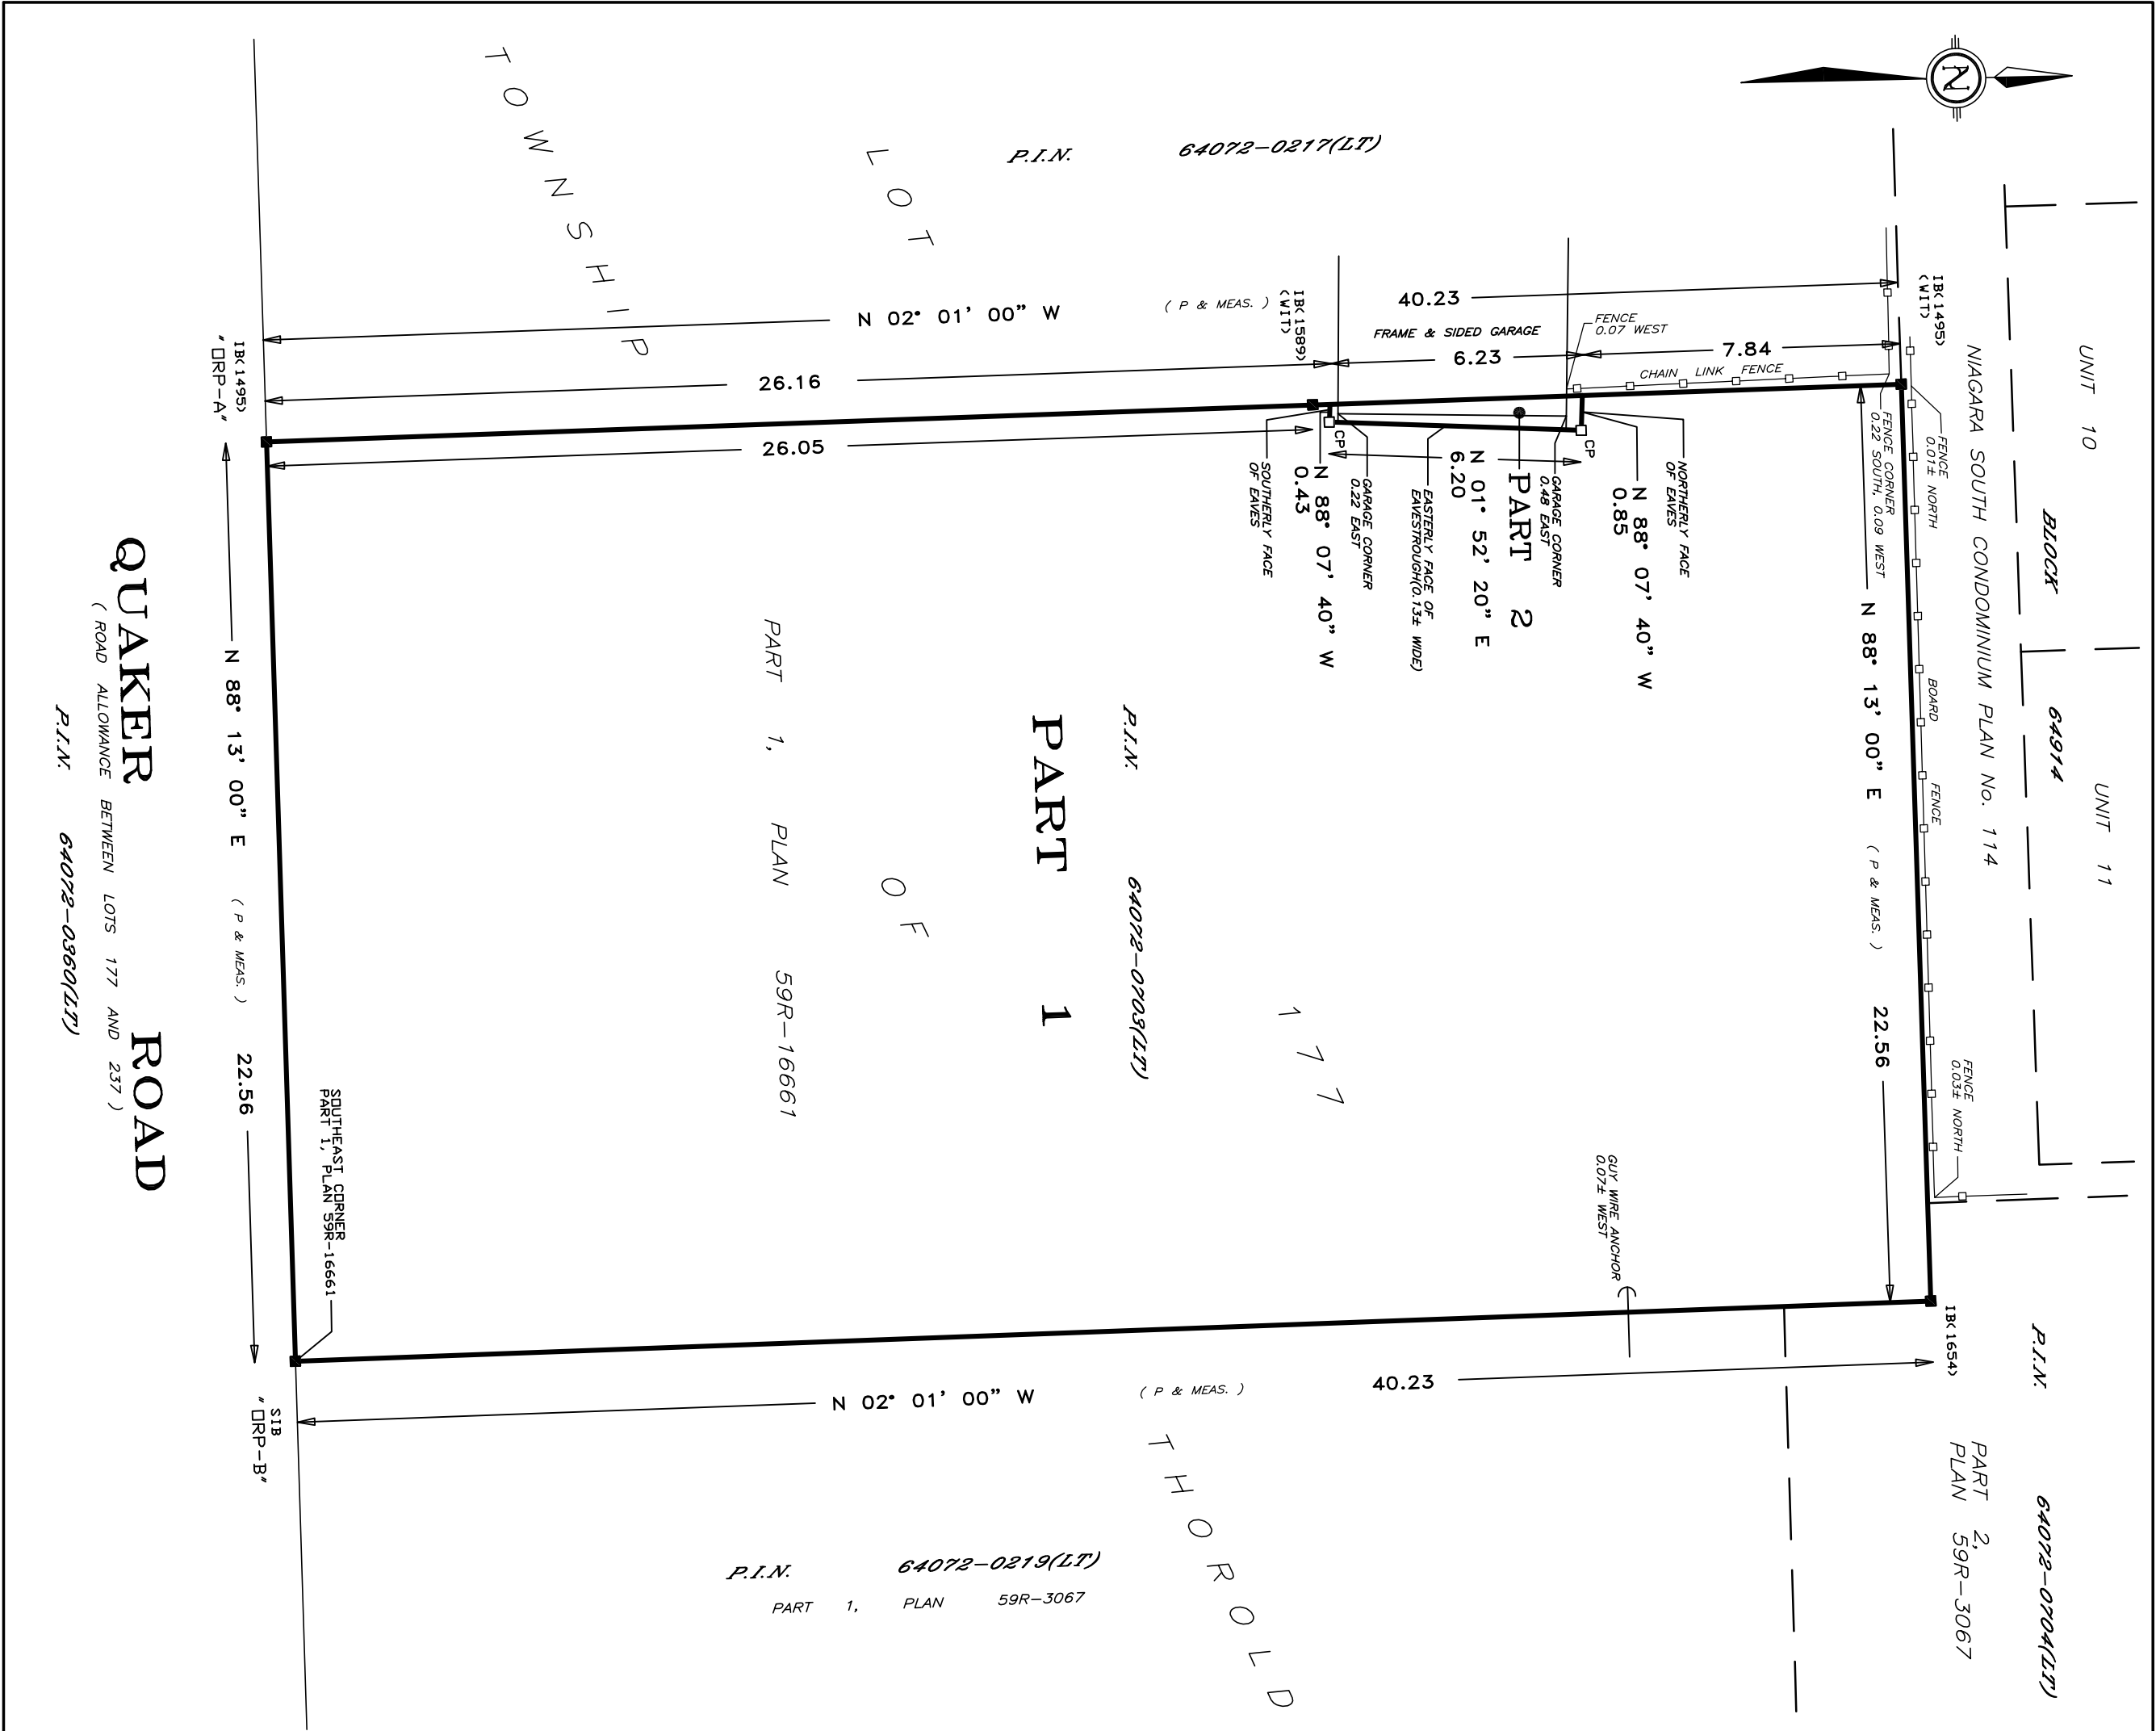 N
UNIT 10
BLOCK
64914
UNIT 11
NIAGARA SOUTH CONDOMINIUM PLAN No. 114
IB(1495)
(WIT)
FENCE
0.01± NORTH
BOARD FENCE
FENCE
0.03± NORTH
FENCE CORNER
0.22 SOUTH, 0.09 WEST
N 88° 13' 00" E ( P & MEAS. ) 22.56
IB(1654)
P.I.N. 64072-0704(LT)
PART 2,
PLAN 59R-3067
P.I.N. 64072-0217(LT)
TOWNSHIP
LOT
OF
177
THOROLD
N 02° 01' 00" W ( P & MEAS. ) 40.23
IB(1589)
(WIT)
FRAME & SIDED GARAGE
FENCE
0.07 WEST
26.16
6.23
7.84
CHAIN LINK FENCE
26.05
CP
CP
NORTHERLY FACE
OF EAVES
N 88° 07' 40" W
0.85
GARAGE CORNER
0.48 EAST
PART 2
N 01° 52' 20" E
6.20
EASTERLY FACE OF
EAVESTROUGH(0.13± WIDE)
GARAGE CORNER
0.22 EAST
N 88° 07' 40" W
0.43
SOUTHERLY FACE
OF EAVES
P.I.N. 64072-0703(LT)
PART 1
PART 1, PLAN 59R-16661
GUY WIRE ANCHOR
0.07± WEST
SOUTHEAST CORNER
PART 1, PLAN 59R-16661
N 02° 01' 00" W ( P & MEAS. ) 40.23
P.I.N. 64072-0219(LT)
PART 1, PLAN 59R-3067
IB(1495)
"ORP-A"
N 88° 13' 00" E ( P & MEAS. ) 22.56
SIB
"ORP-B"
QUAKER ROAD
( ROAD ALLOWANCE BETWEEN LOTS 177 AND 237 )
P.I.N. 64072-0360(LT)